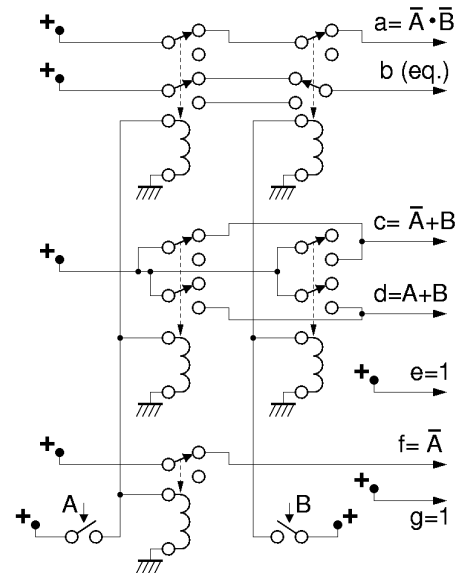 +
a= A̅·B̅
+
b (eq.)
c= A̅+B
+
d=A+B
+
e=1
+
f= A̅
A
B
+
+
+
g=1